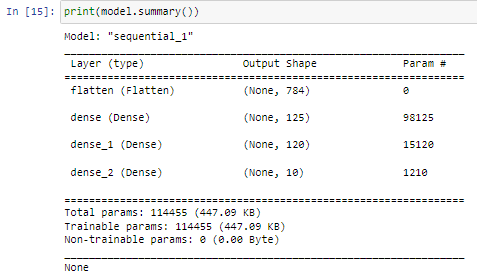 In [15]: print(model.summary())
Model: "sequential_1"
_________________________________________________________________
Layer (type) Output Shape Param #
=================================================================
flatten (Flatten) (None, 784) 0
dense (Dense) (None, 125) 98125
dense_1 (Dense) (None, 120) 15120
dense_2 (Dense) (None, 10) 1210
=================================================================
Total params: 114455 (447.09 KB)
Trainable params: 114455 (447.09 KB)
Non-trainable params: 0 (0.00 Byte)
_________________________________________________________________
None